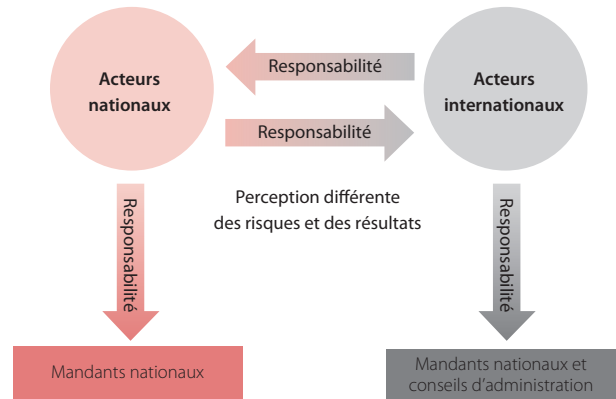 Acteurs
nationaux
Responsabilité
Acteurs
internationaux
Responsabilité
Perception différente
des risques et des résultats
Responsabilité
Responsabilité
Mandants nationaux
Mandants nationaux et
conseils d'administration